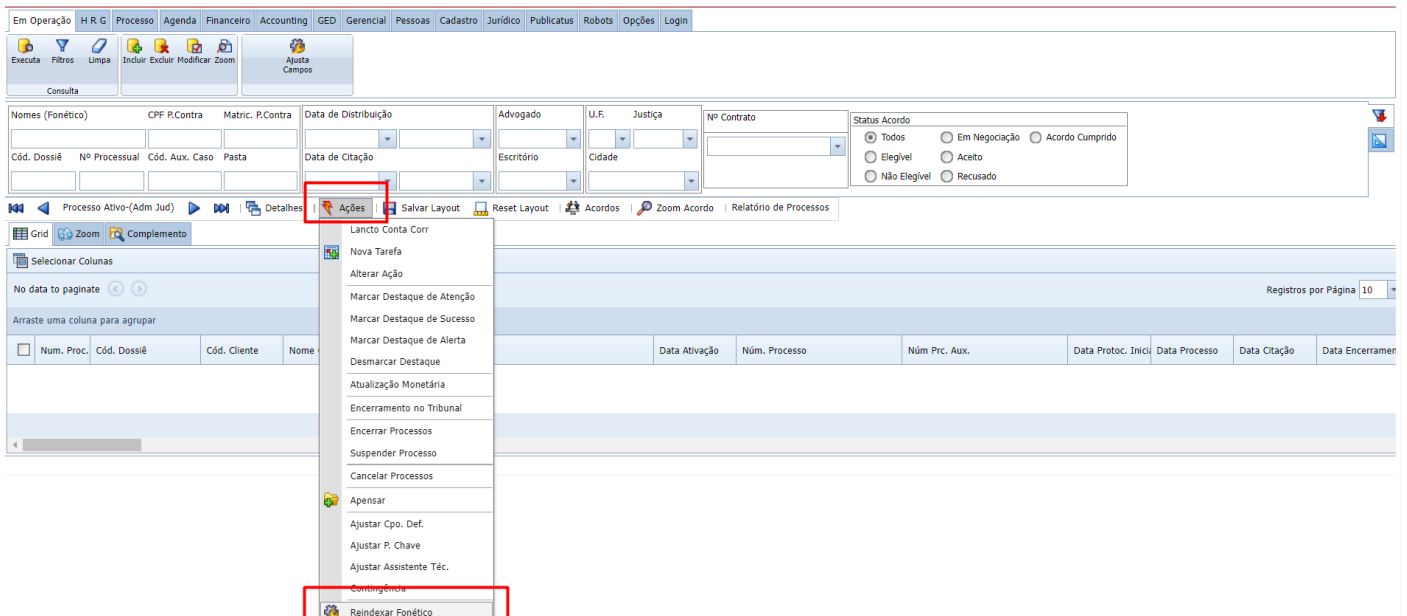 Em Operação H R G Processo Agenda Financeiro Accounting GED Gerencial Pessoas Cadastro Jurídico Publicatus Robots Opções Login
Executa Filtros Limpa Incluir Excluir Modificar Zoom Ajusta
Campos
Consulta
Nomes (Fonético) CPF P.Contra Matric. P.Contra Data de Distribuição Advogado U.F. Justiça Nº Contrato Status Acordo
Todos Em Negociação Acordo Cumprido
Cód. Dossiê Nº Processual Cód. Aux. Caso Pasta Data de Citação Escritório Cidade Elegível Aceito
Não Elegível Recusado
Processo Ativo-(Adm Jud) | Detalhes | Ações | Salvar Layout Reset Layout | Acordos | Zoom Acordo | Relatório de Processos
Grid Zoom Complemento
Lancto Conta Corr
Nova Tarefa
Alterar Ação
Marcar Destaque de Atenção
Marcar Destaque de Sucesso
Marcar Destaque de Alerta
Desmarcar Destaque
Atualização Monetária
Encerramento no Tribunal
Encerrar Processos
Suspender Processo
Cancelar Processos
Apensar
Ajustar Cpo. Def.
Ajustar P. Chave
Ajustar Assistente Téc.
Contingência
Reindexar Fonético
Selecionar Colunas
No data to paginate Registros por Página 10
Arraste uma coluna para agrupar
Num. Proc. Cód. Dossiê Cód. Cliente Nome Data Ativação Núm. Processo Núm Prc. Aux. Data Protoc. Inicia Data Processo Data Citação Data Encerramen